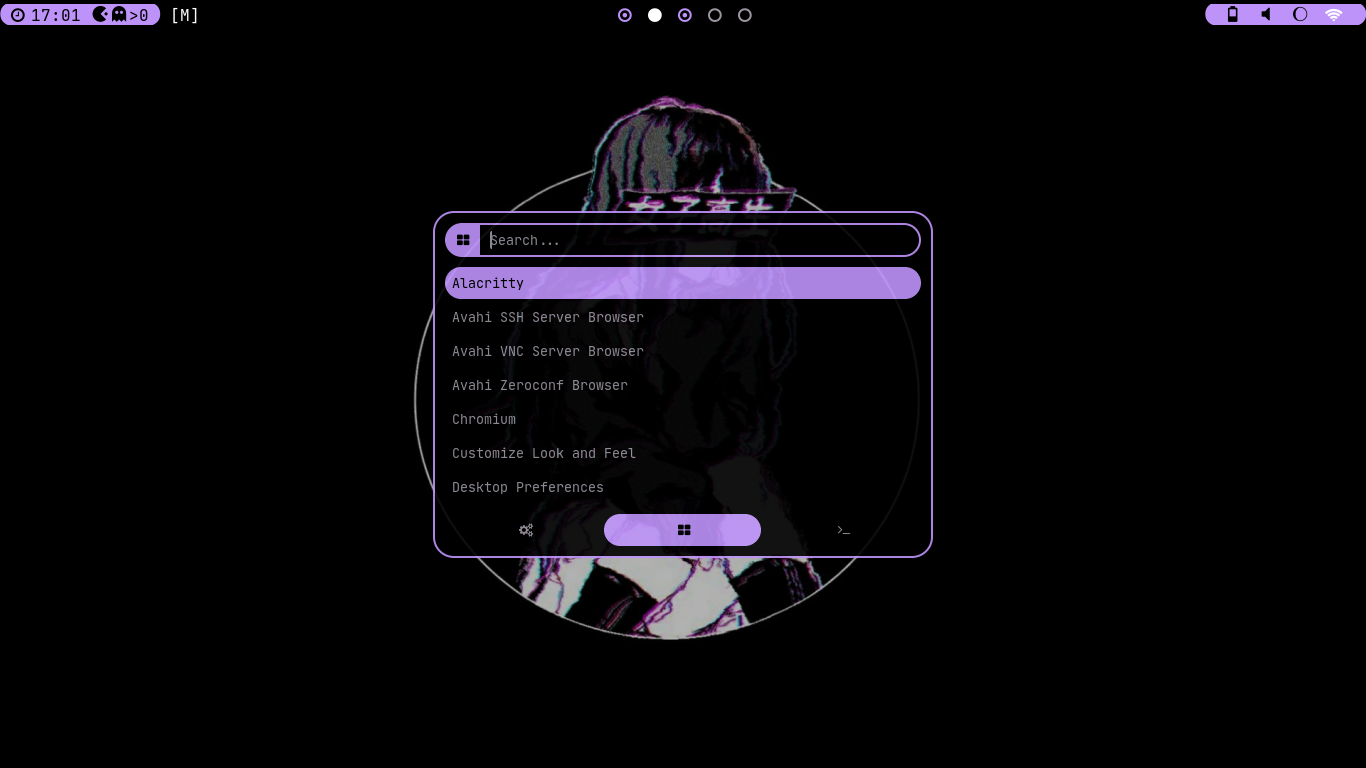 17:01 >0 [M]
Search...
Alacritty
Avahi SSH Server Browser
Avahi VNC Server Browser
Avahi Zeroconf Browser
Chromium
Customize Look and Feel
Desktop Preferences
>_